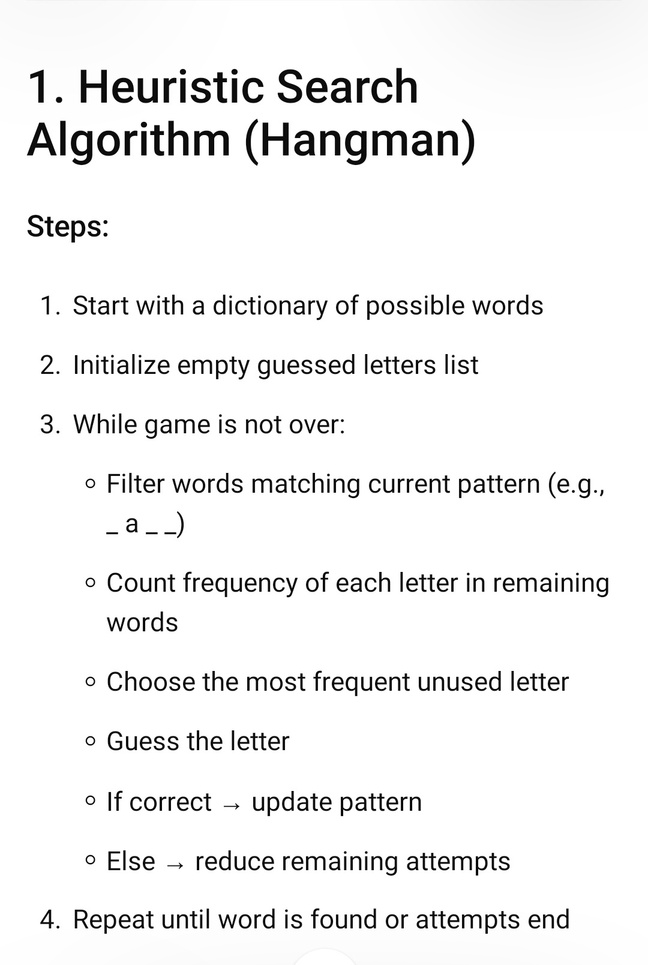 1. Heuristic Search
Algorithm (Hangman)
Steps:
1. Start with a dictionary of possible words
2. Initialize empty guessed letters list
3. While game is not over:
◦ Filter words matching current pattern (e.g.,
_ a _ _)
◦ Count frequency of each letter in remaining
words
◦ Choose the most frequent unused letter
◦ Guess the letter
◦ If correct → update pattern
◦ Else → reduce remaining attempts
4. Repeat until word is found or attempts end